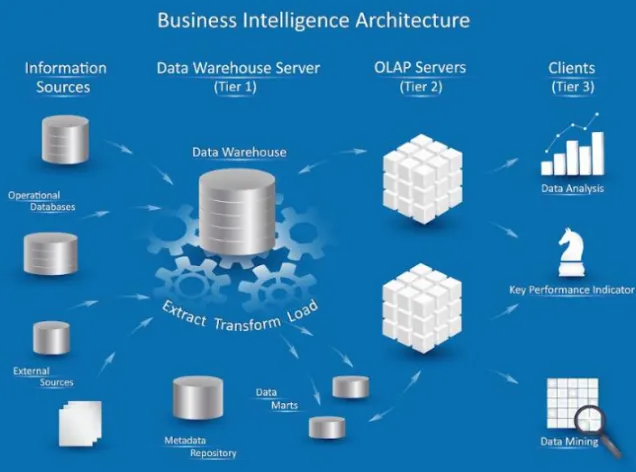 Business Intelligence Architecture
Information
Sources
Data Warehouse Server
(Tier 1)
OLAP Servers
(Tier 2)
Clients
(Tier 3)
Data Warehouse
Operational
Databases
Data Analysis
Key Performance Indicator
Extract Transform Load
External
Sources
Metadata
Repository
Data
Marts
Data Mining